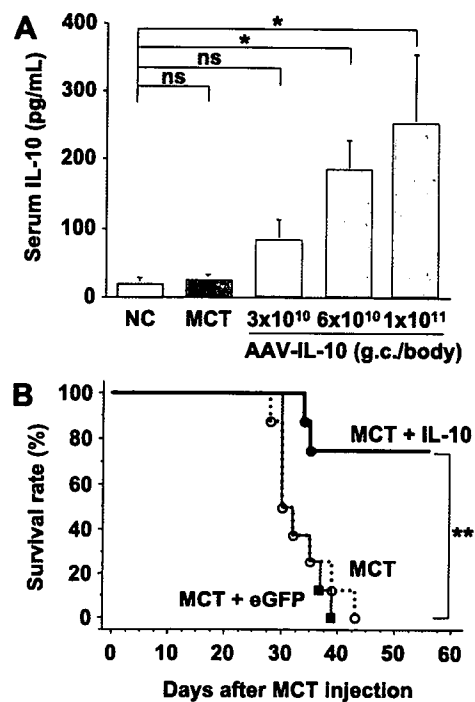 A
Serum IL-10 (pg/mL)
400
300
200
100
0
*
*
ns
ns
NC MCT 3x10¹⁰ 6x10¹⁰ 1x10¹¹
AAV-IL-10 (g.c./body)
B
Survival rate (%)
100
80
60
40
20
0
MCT + IL-10
**
MCT
MCT + eGFP
0 10 20 30 40 50 60
Days after MCT injection